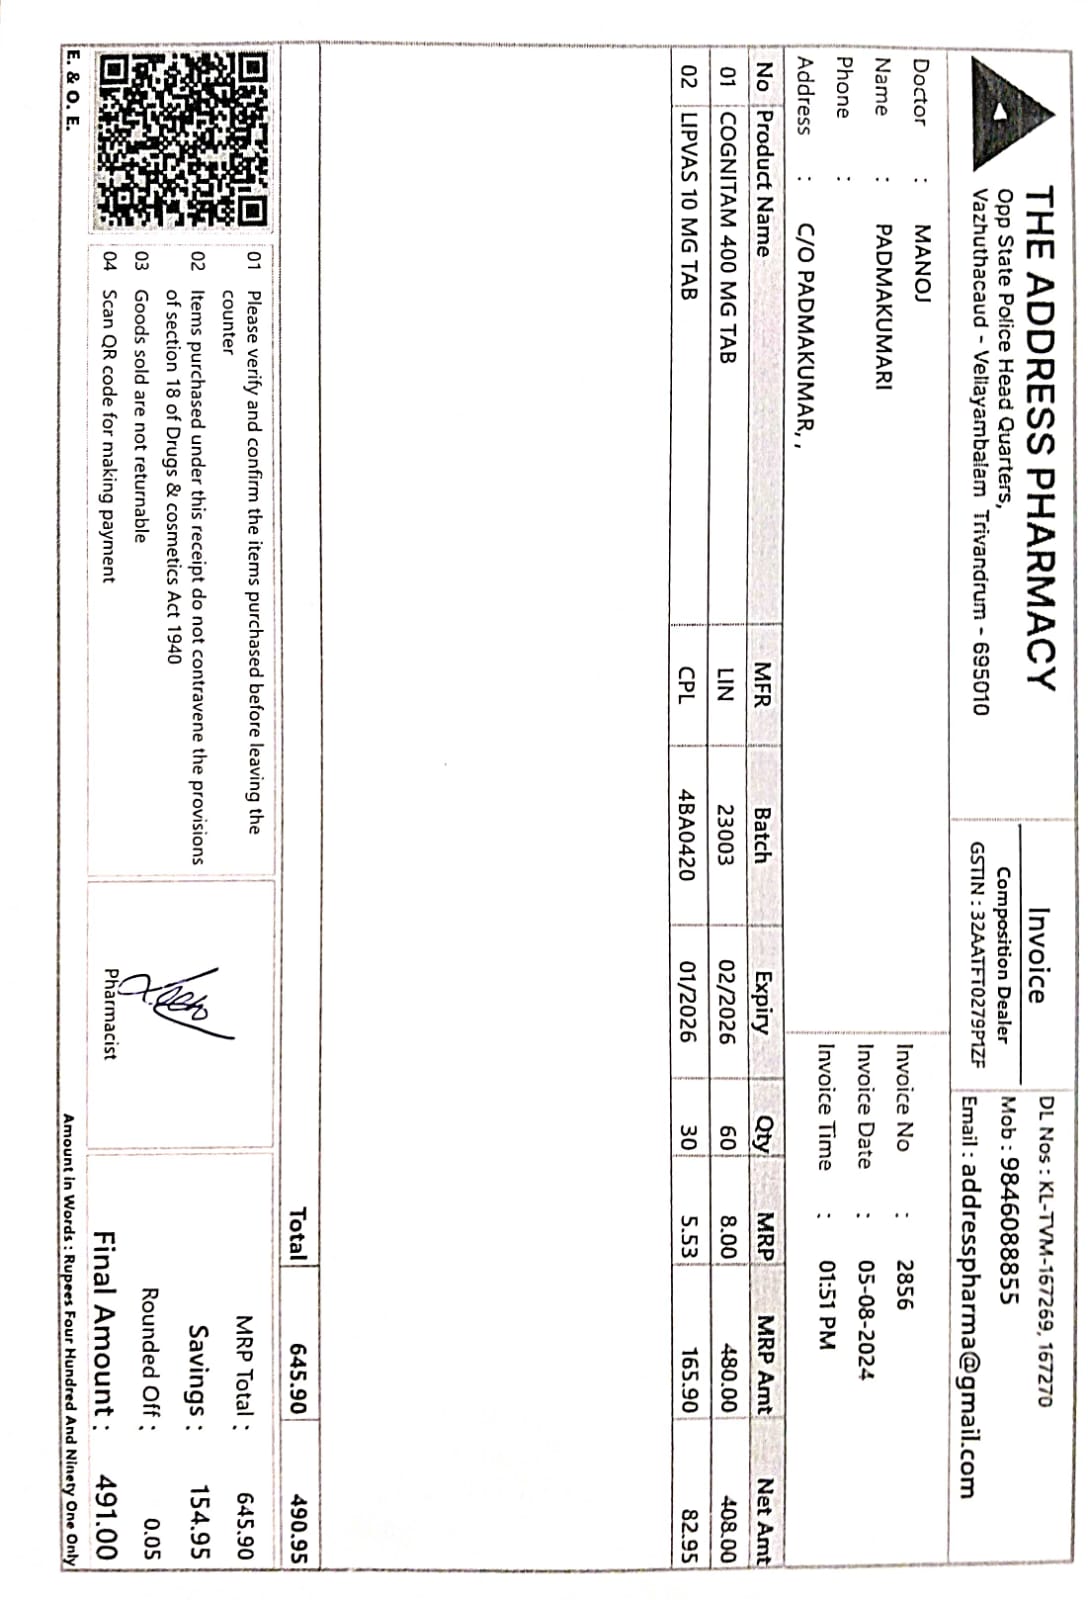 THE ADDRESS PHARMACY
Opp State Police Head Quarters,
Vazhuthacaud - Vellayambalam Trivandrum - 695010
Invoice
Composition Dealer
GSTIN : 32AATFT0279P1ZF
DL Nos : KL-TVM-167269, 167270
Mob : 9846088855
Email : addresspharma@gmail.com
Doctor : MANOJ
Name : PADMAKUMARI
Phone :
Address : C/O PADMAKUMAR, ,
Invoice No : 2856
Invoice Date : 05-08-2024
Invoice Time : 01:51 PM
No Product Name MFR Batch Expiry Qty MRP MRP Amt Net Amt
01 COGNITAM 400 MG TAB LIN 23003 02/2026 60 8.00 480.00 408.00
02 LIPVAS 10 MG TAB CPL 4BA0420 01/2026 30 5.53 165.90 82.95
Total 645.90 490.95
01 Please verify and confirm the items purchased before leaving the
counter
02 Items purchased under this receipt do not contravene the provisions
of section 18 of Drugs & cosmetics Act 1940
03 Goods sold are not returnable
04 Scan QR code for making payment
Pharmacist
MRP Total : 645.90
Savings : 154.95
Rounded Off : 0.05
Final Amount : 491.00
E. & O. E.
Amount in Words : Rupees Four Hundred And Ninety One Only